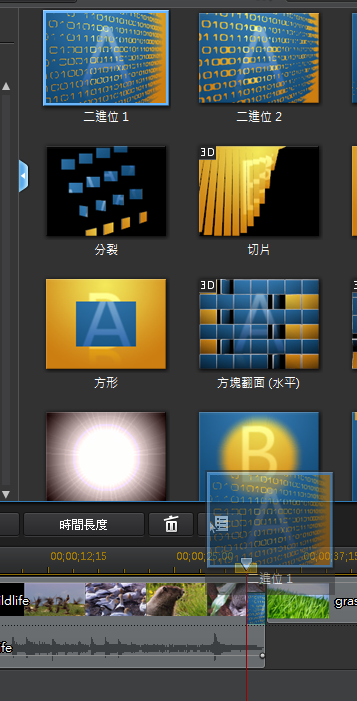 二進位 1
二進位 2
分裂
3D
切片
方形
3D
方塊翻面 (水平)
時間長度
二進位 1
00;00;12;15
00;00;25;00
00;00;37;15
ldlife
gras
fe